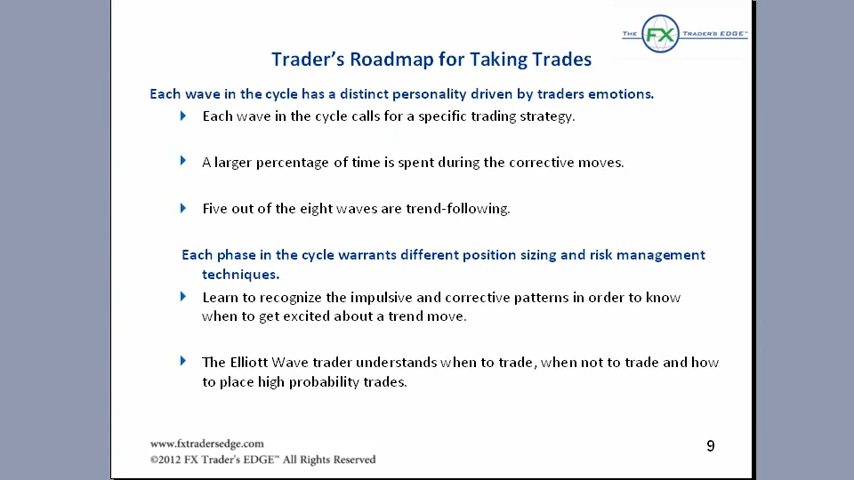 THE FX TRADER'S EDGE™
Trader's Roadmap for Taking Trades
Each wave in the cycle has a distinct personality driven by traders emotions.
Each wave in the cycle calls for a specific trading strategy.
A larger percentage of time is spent during the corrective moves.
Five out of the eight waves are trend-following.
Each phase in the cycle warrants different position sizing and risk management
techniques.
Learn to recognize the impulsive and corrective patterns in order to know
when to get excited about a trend move.
The Elliott Wave trader understands when to trade, when not to trade and how
to place high probability trades.
www.fxtradersedge.com
©2012 FX Trader's EDGE™ All Rights Reserved
9